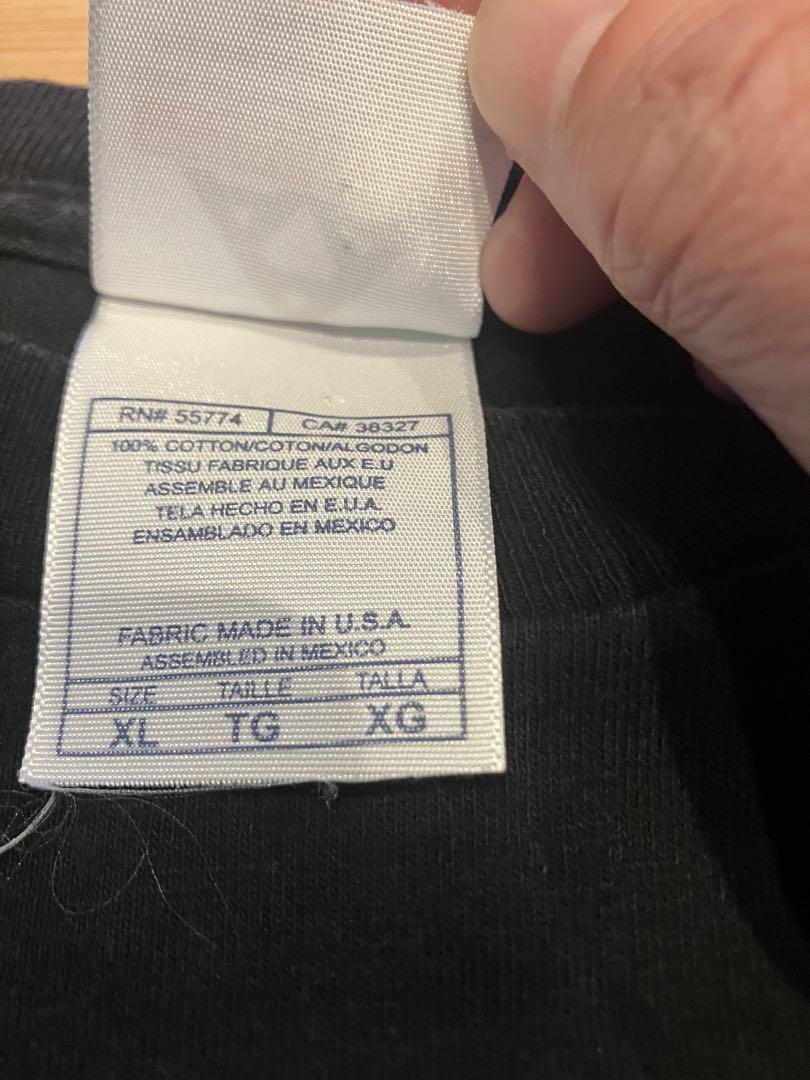 RN# 55774 CA# 38327
100% COTTON/COTON/ALGODON
TISSU FABRIQUE AUX E.U
ASSEMBLE AU MEXIQUE
TELA HECHO EN E.U.A.
ENSAMBLADO EN MEXICO
FABRIC MADE IN U.S.A.
ASSEMBLED IN MEXICO
SIZE TAILLE TALLA
XL TG XG